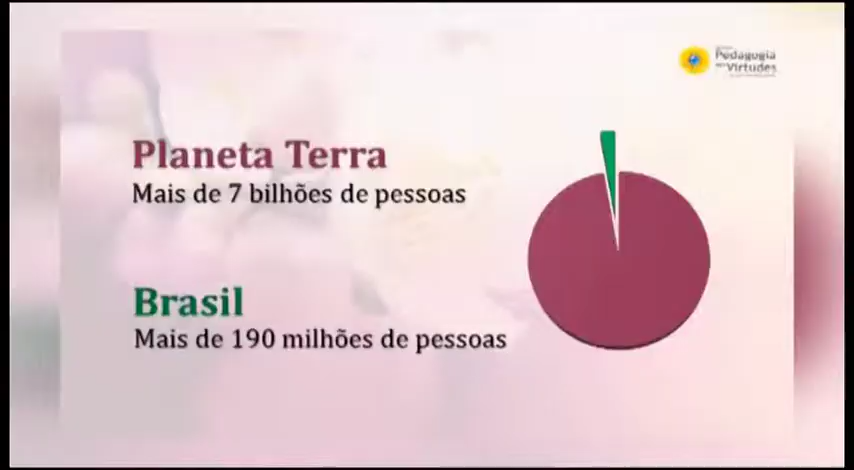 Pedagogia
Virtudes
Planeta Terra
Mais de 7 bilhões de pessoas
Brasil
Mais de 190 milhões de pessoas